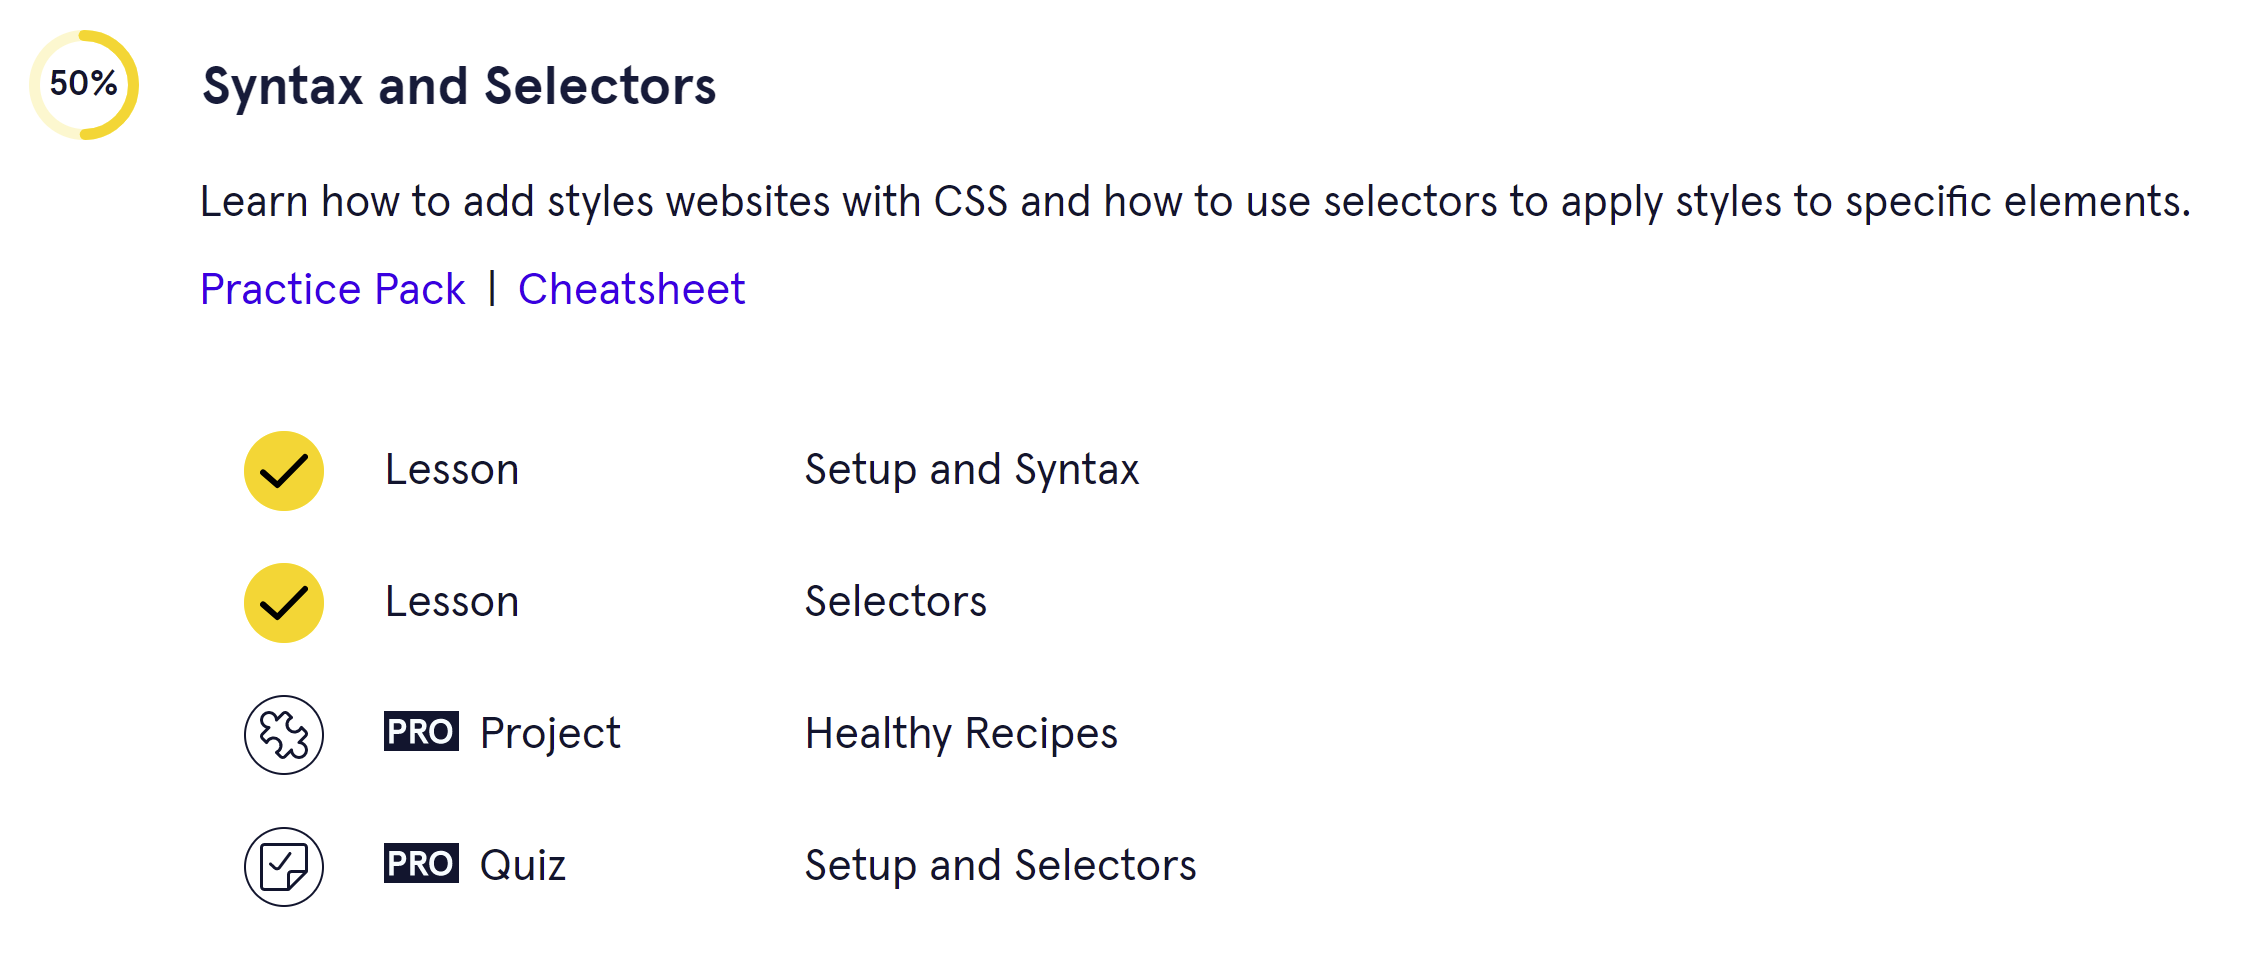 50% Syntax and Selectors
Learn how to add styles websites with CSS and how to use selectors to apply styles to specific elements.
Practice Pack | Cheatsheet
Lesson Setup and Syntax
Lesson Selectors
PRO Project Healthy Recipes
PRO Quiz Setup and Selectors